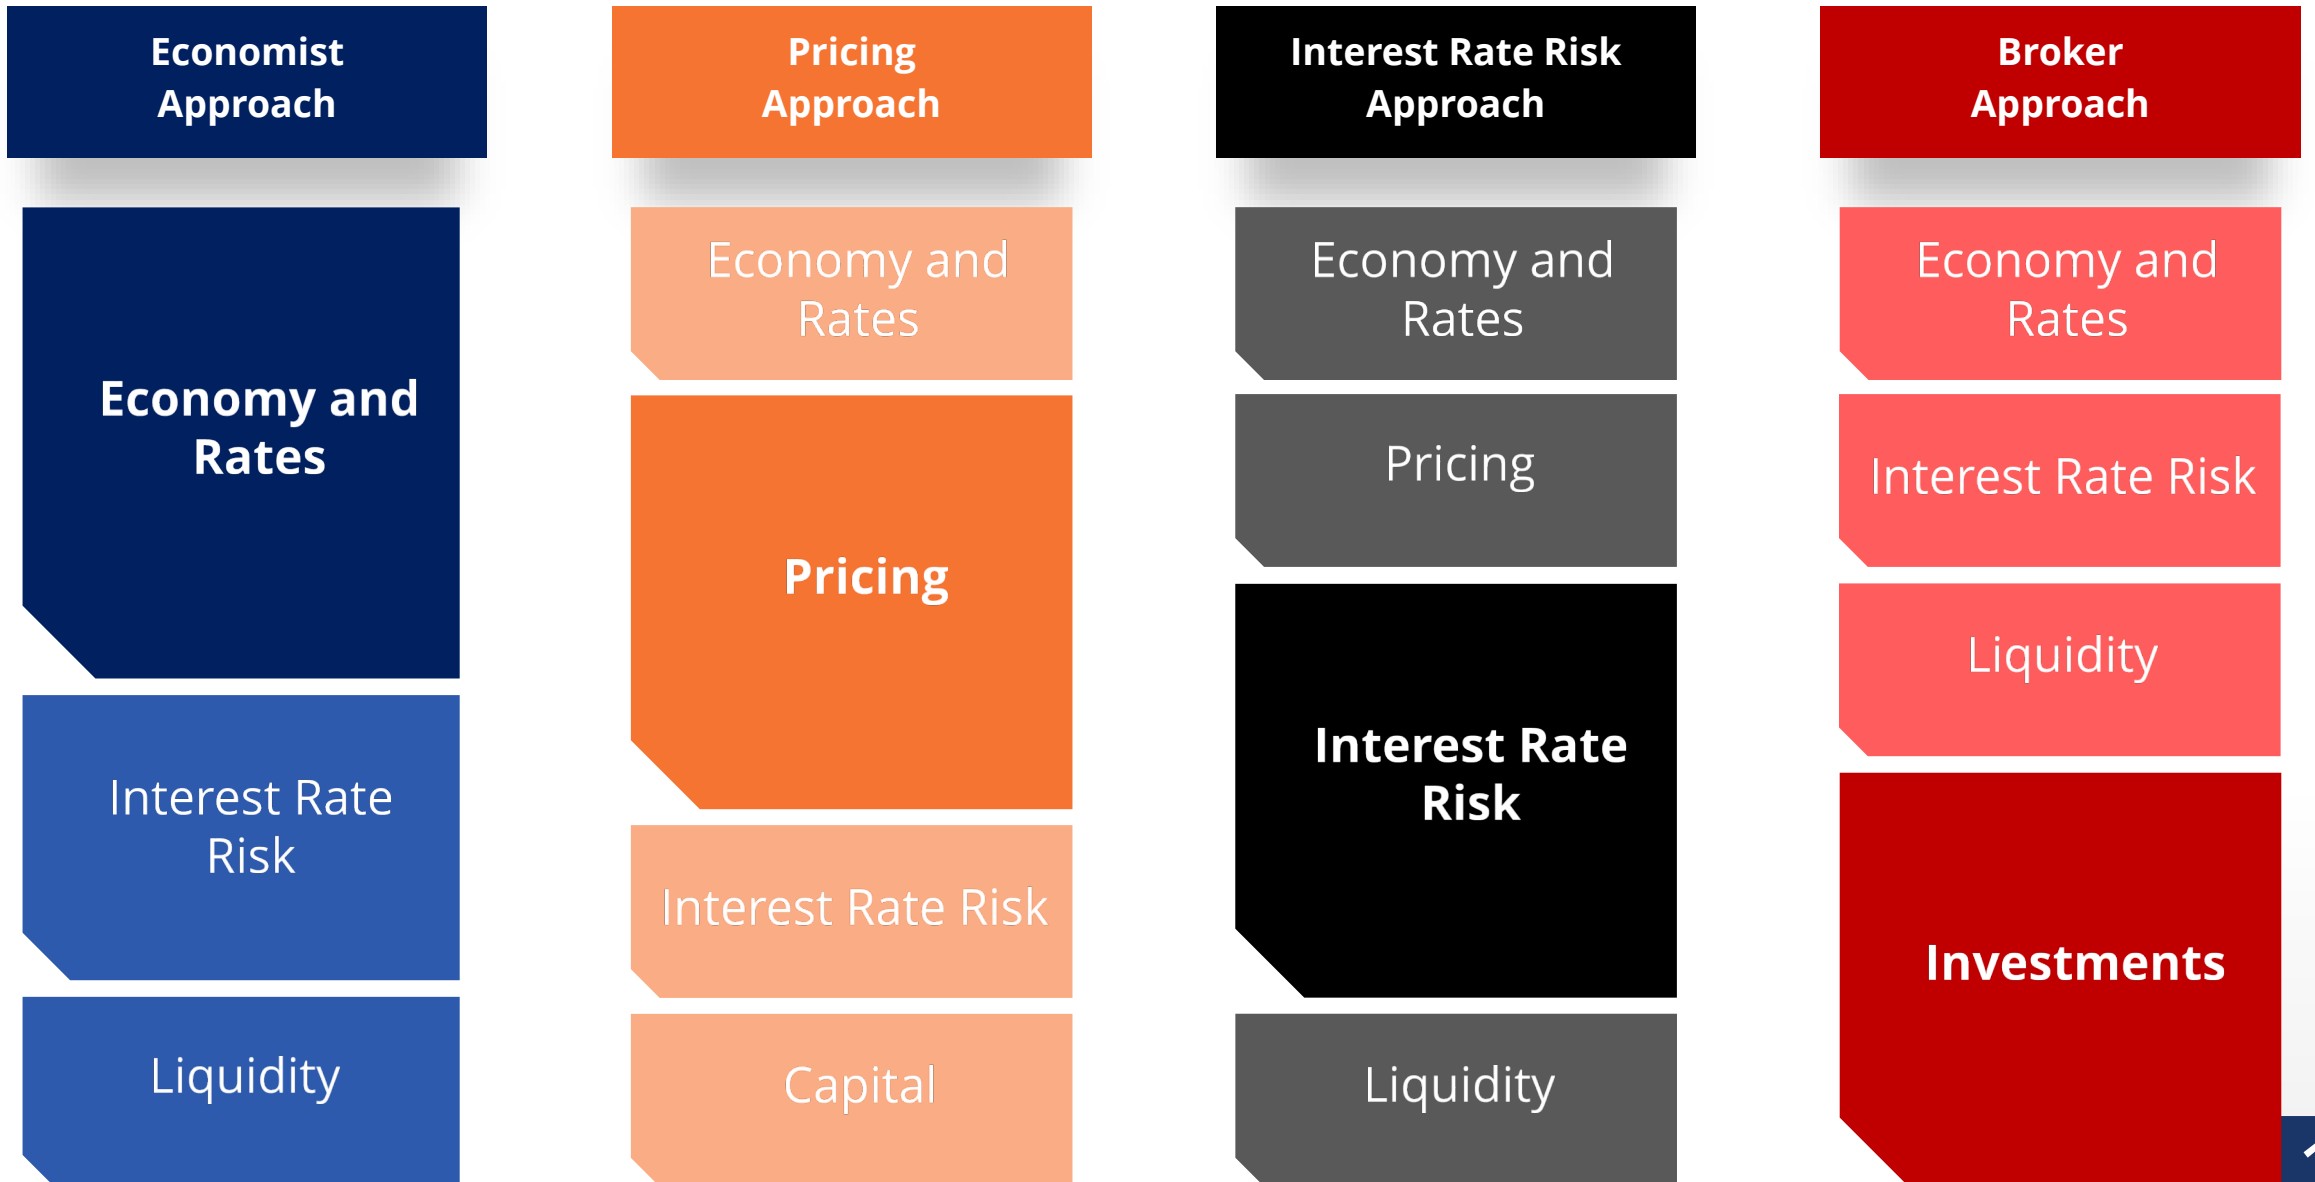 Economist
Approach
Economy and
Rates
Interest Rate
Risk
Liquidity
Pricing
Approach
Economy and
Rates
Pricing
Interest Rate Risk
Capital
Interest Rate Risk
Approach
Economy and
Rates
Pricing
Interest Rate
Risk
Liquidity
Broker
Approach
Economy and
Rates
Interest Rate Risk
Liquidity
Investments